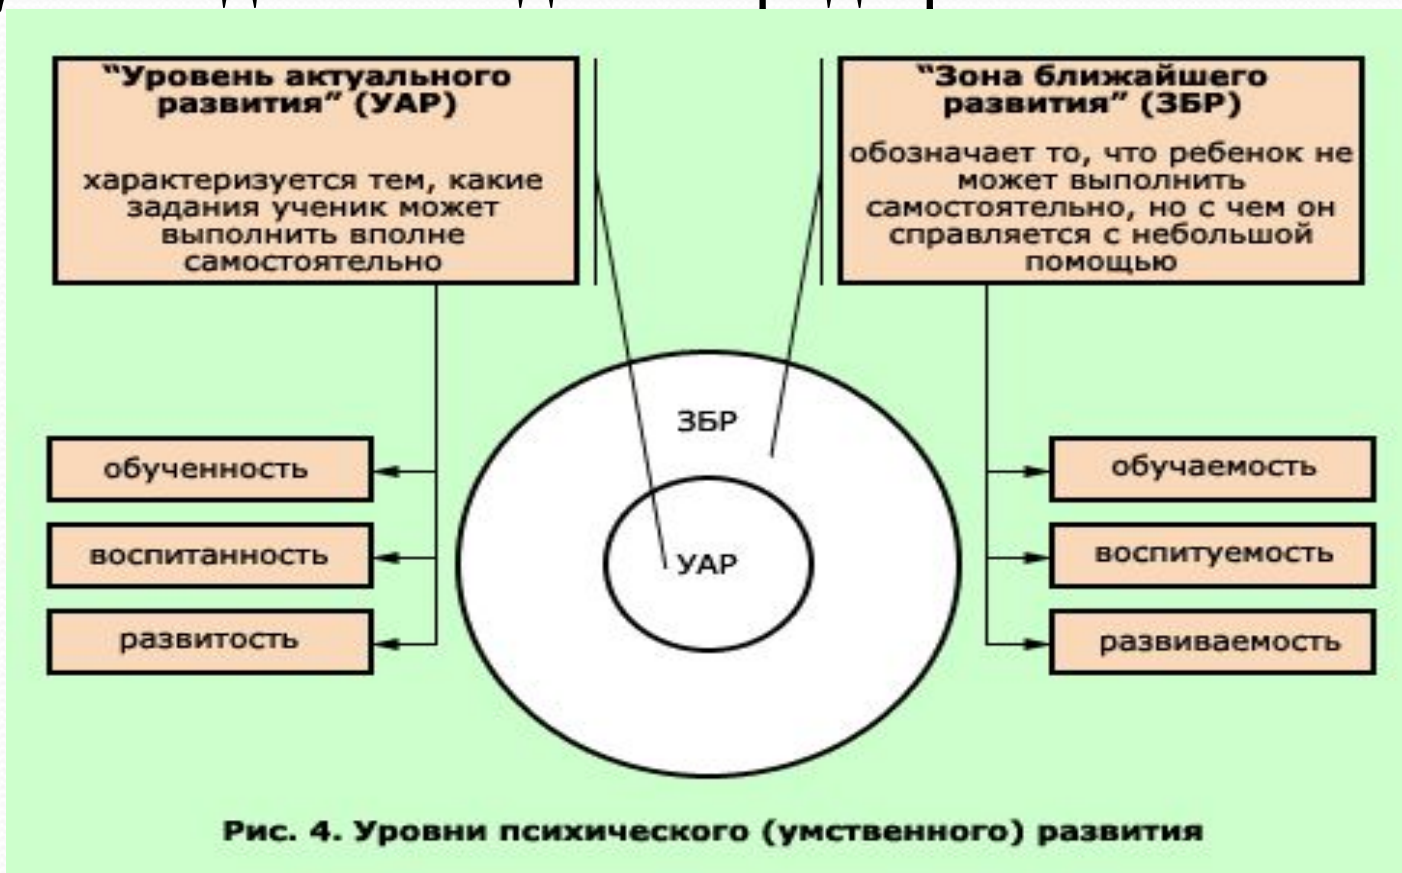 “Уровень актуального
развития” (УАР)
характеризуется тем, какие
задания ученик может
выполнить вполне
самостоятельно
“Зона ближайшего
развития” (ЗБР)
обозначает то, что ребенок не
может выполнить
самостоятельно, но с чем он
справляется с небольшой
помощью
ЗБР
УАР
обученность
воспитанность
развитость
обучаемость
воспитуемость
развиваемость
Рис. 4. Уровни психического (умственного) развития